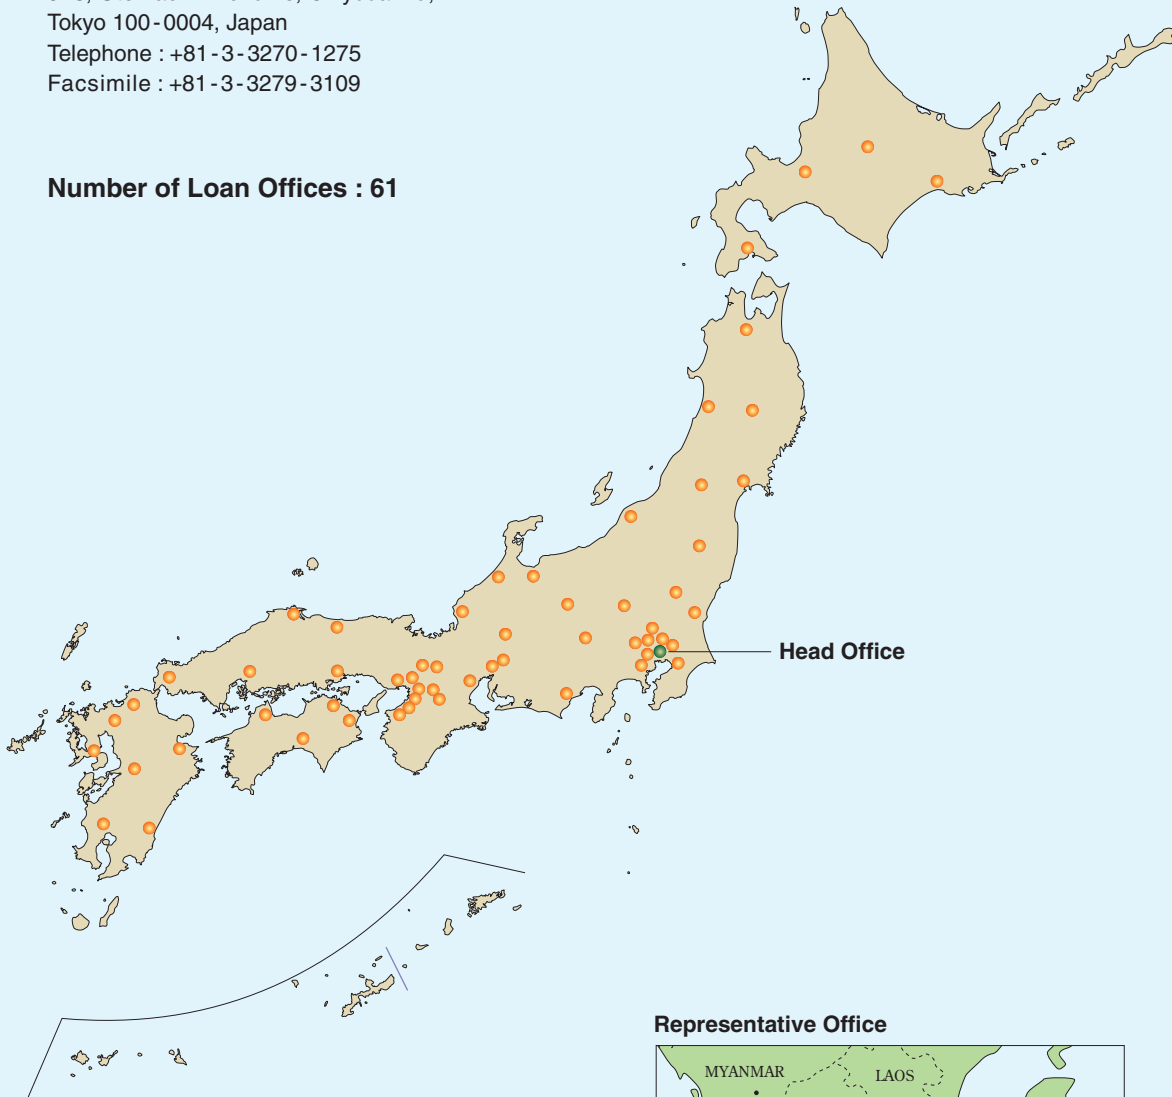 Tokyo 100-0004, Japan
Telephone : +81-3-3270-1275
Facsimile : +81-3-3279-3109
Number of Loan Offices : 61
Head Office
Representative Office
MYANMAR
LAOS